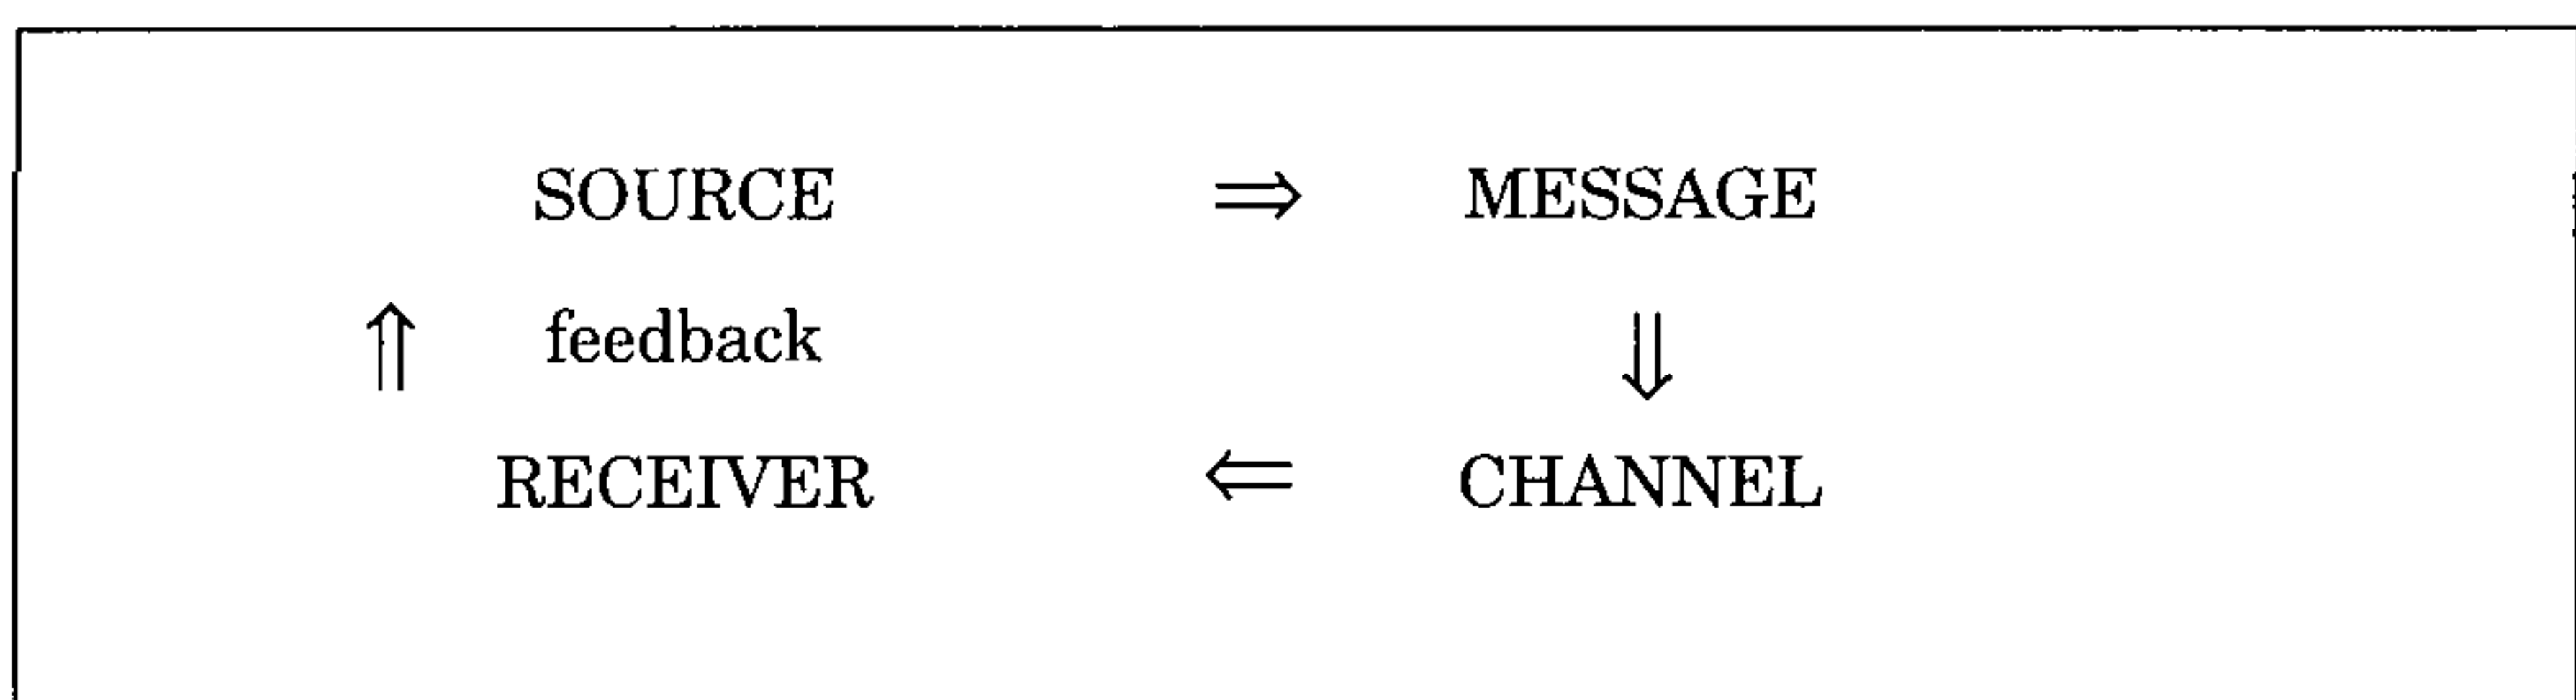 SOURCE ⇒ MESSAGE
⇑ feedback ⇓
RECEIVER ⇐ CHANNEL